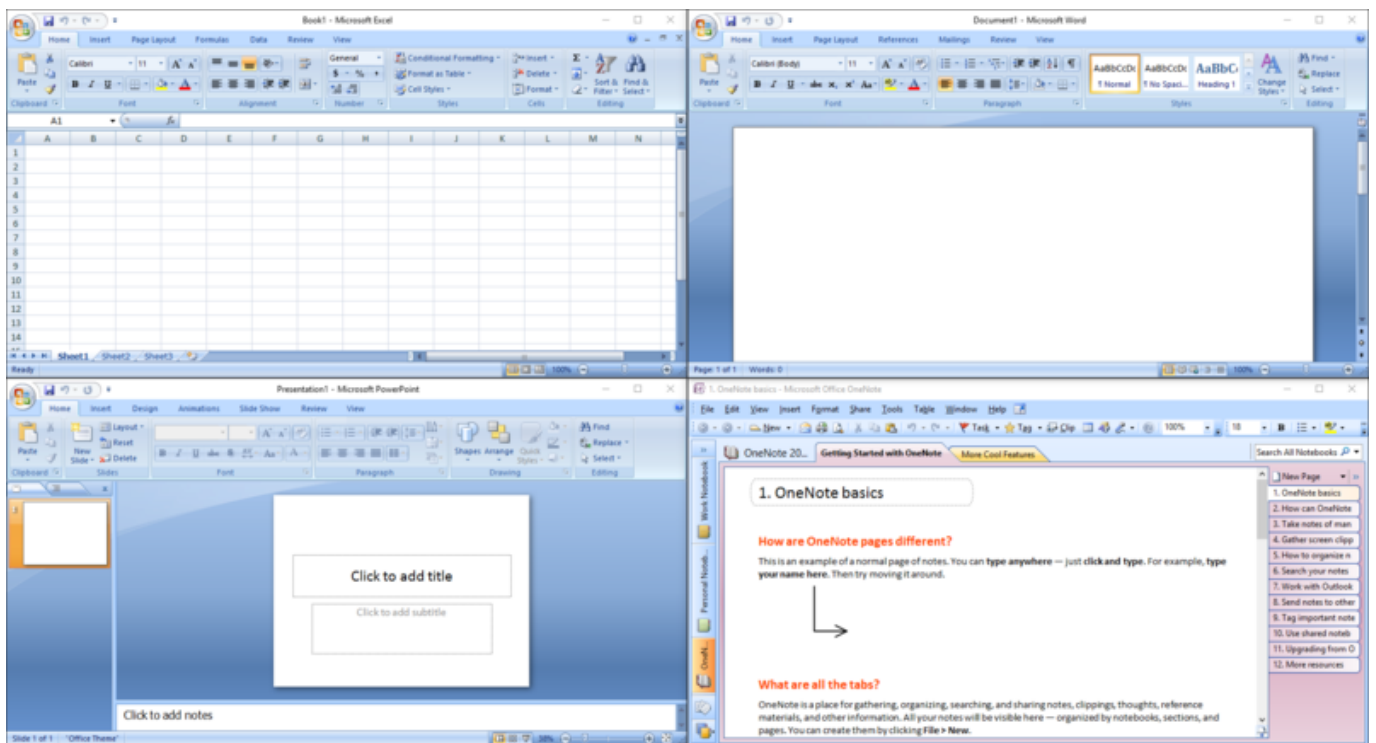 Book1 - Microsoft Excel
Home Insert Page Layout Formulas Data Review View
Paste
Calibri 11
General
Conditional Formatting
Format as Table
Cell Styles
Insert
Delete
Format
Sort & Filter
Find & Select
Clipboard Font Alignment Number Styles Cells Editing
A1 fx
A B C D E F G H I J K L M N
1
2
3
4
5
6
7
8
9
10
11
12
13
14
Sheet1 Sheet2 Sheet3
Ready 100%
Document1 - Microsoft Word
Home Insert Page Layout References Mailings Review View
Paste
Calibri (Body) 11
AaBbCcDc AaBbCcDc AaBbC
¶ Normal ¶ No Spaci... Heading 1
Change Styles
Find
Replace
Select
Clipboard Font Paragraph Styles Editing
Page: 1 of 1 Words: 0 100%
Presentation1 - Microsoft PowerPoint
Home Insert Design Animations Slide Show Review View
Paste
New Slide
Layout
Reset
Delete
Shapes Arrange Quick Styles
Find
Replace
Select
Clipboard Slides Font Paragraph Drawing Editing
1
Click to add title
Click to add subtitle
Click to add notes
Slide 1 of 1 "Office Theme" 38%
1. OneNote basics - Microsoft Office OneNote
File Edit View Insert Format Share Tools Table Window Help
New Task Tag Clip 100% 18
OneNote 20... Getting Started with OneNote More Cool Features Search All Notebooks
Work Notebook
Personal Noteb...
OneN...
1. OneNote basics
How are OneNote pages different?
This is an example of a normal page of notes. You can type anywhere — just click and type. For example, type
your name here. Then try moving it around.
What are all the tabs?
OneNote is a place for gathering, organizing, searching, and sharing notes, clippings, thoughts, reference
materials, and other information. All your notes will be visible here — organized by notebooks, sections, and
pages. You can create them by clicking File > New.
New Page
1. OneNote basics
2. How can OneNote
3. Take notes of man
4. Gather screen clipp
5. How to organize n
6. Search your notes
7. Work with Outlook
8. Send notes to other
9. Tag important note
10. Use shared noteb
11. Upgrading from O
12. More resources